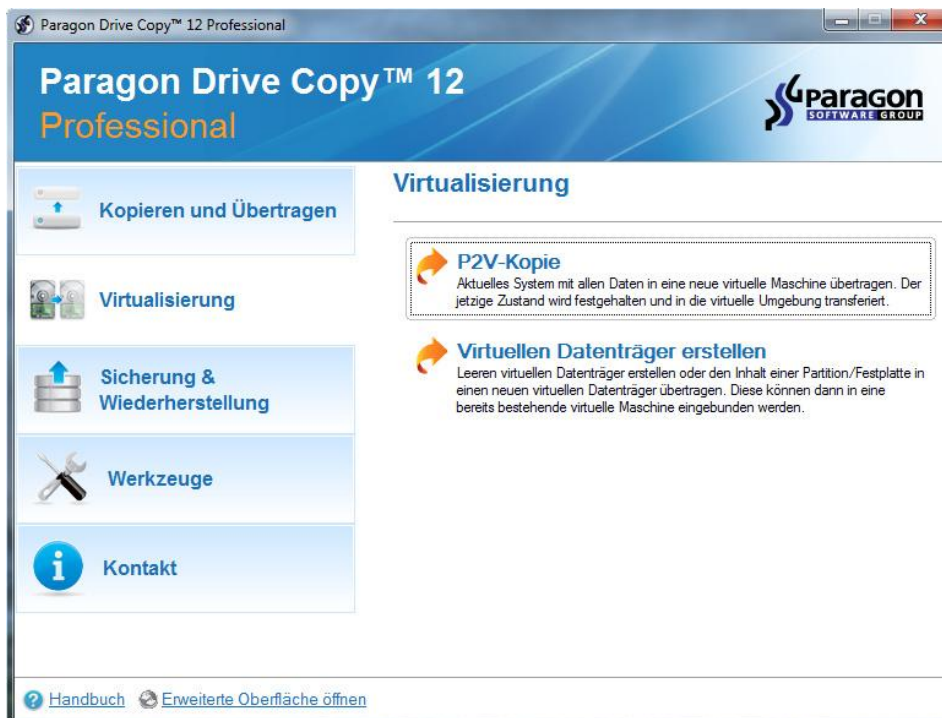 Paragon Drive Copy™ 12 Professional
Paragon Drive Copy™ 12
Professional
Paragon
SOFTWARE GROUP
Kopieren und Übertragen
Virtualisierung
Sicherung &
Wiederherstellung
Werkzeuge
Kontakt
Virtualisierung
P2V-Kopie
Aktuelles System mit allen Daten in eine neue virtuelle Maschine übertragen. Der
jetzige Zustand wird festgehalten und in die virtuelle Umgebung transferiert.
Virtuellen Datenträger erstellen
Leeren virtuellen Datenträger erstellen oder den Inhalt einer Partition/Festplatte in
einen neuen virtuellen Datenträger übertragen. Diese können dann in eine
bereits bestehende virtuelle Maschine eingebunden werden.
Handbuch Erweiterte Oberfläche öffnen